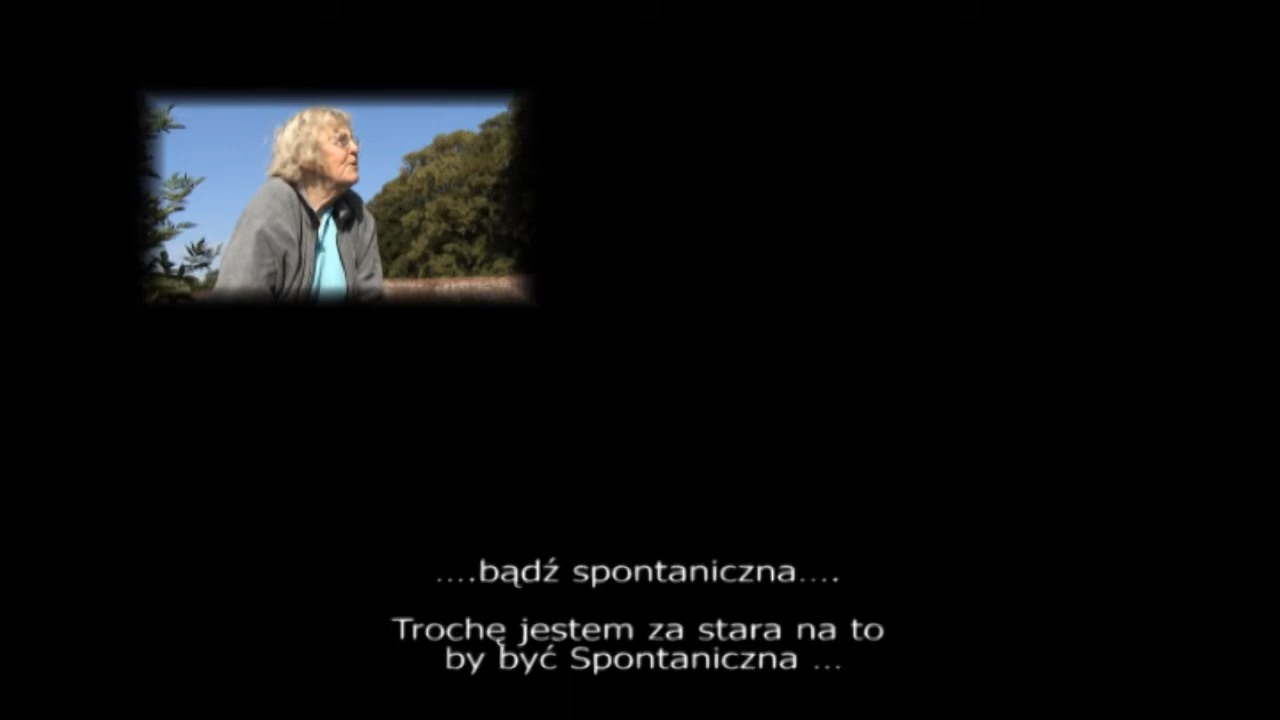 ....bądź spontaniczna....
Trochę jestem za stara na to
by być Spontaniczna ...